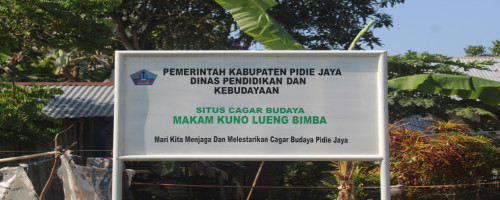 PEMERINTAH KABUPATEN PIDIE JAYA
DINAS PENDIDIKAN DAN
KEBUDAYAAN
SITUS CAGAR BUDAYA
MAKAM KUNO LUENG BIMBA
Mari Kita Menjaga Dan Melestarikan Cagar Budaya Pidie Jaya